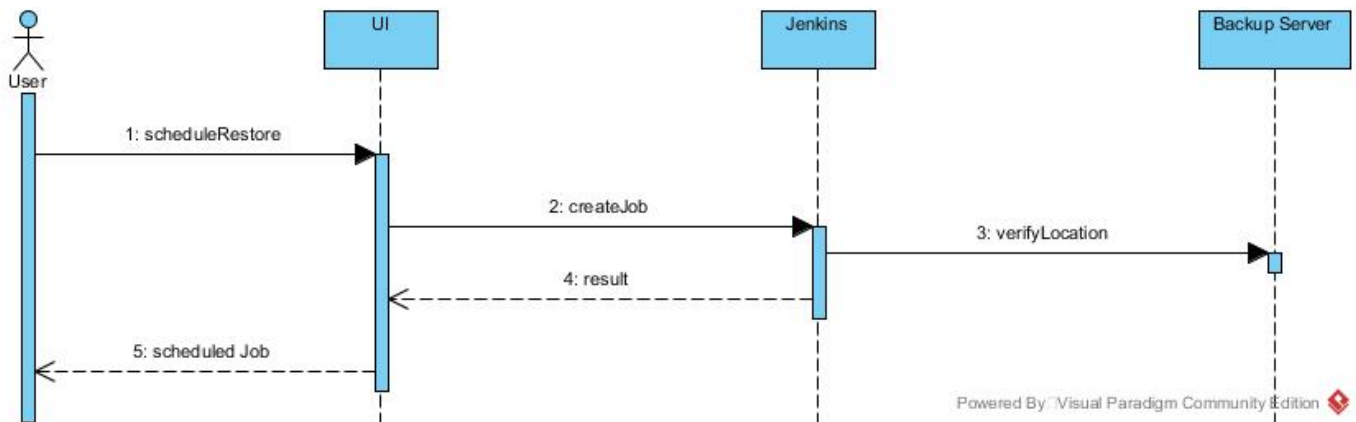 UI
Jenkins
Backup Server
User
1: scheduleRestore
2: createJob
3: verifyLocation
4: result
5: scheduled Job
Powered By Visual Paradigm Community Edition